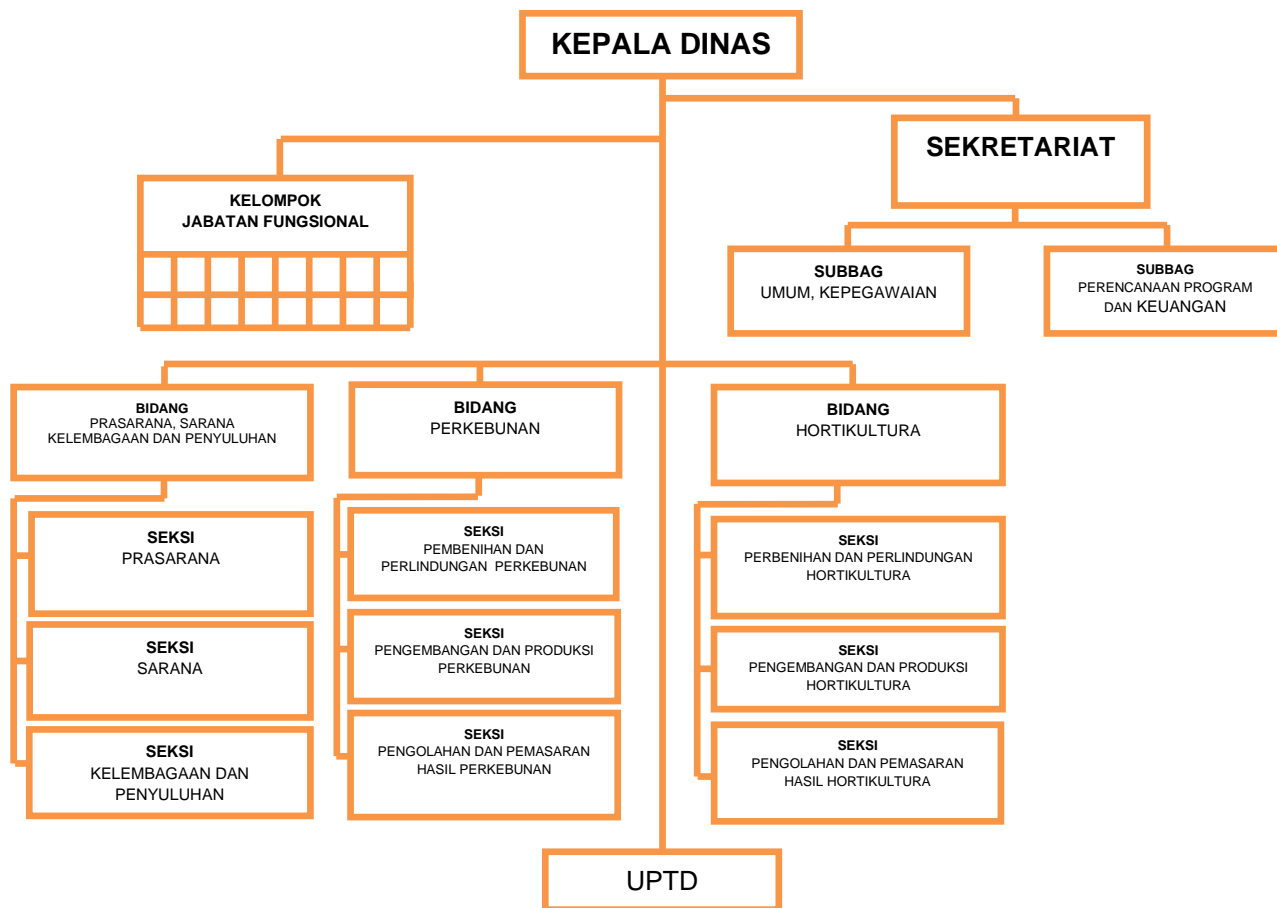 KEPALA DINAS
SEKRETARIAT
KELOMPOK
JABATAN FUNGSIONAL
SUBBAG
UMUM, KEPEGAWAIAN
SUBBAG
PERENCANAAN PROGRAM
DAN KEUANGAN
BIDANG
PRASARANA, SARANA
KELEMBAGAAN DAN PENYULUHAN
BIDANG
PERKEBUNAN
BIDANG
HORTIKULTURA
SEKSI
PRASARANA
SEKSI
SARANA
SEKSI
KELEMBAGAAN DAN
PENYULUHAN
SEKSI
PEMBENIHAN DAN
PERLINDUNGAN PERKEBUNAN
SEKSI
PENGEMBANGAN DAN PRODUKSI
PERKEBUNAN
SEKSI
PENGOLAHAN DAN PEMASARAN
HASIL PERKEBUNAN
SEKSI
PERBENIHAN DAN PERLINDUNGAN
HORTIKULTURA
SEKSI
PENGEMBANGAN DAN PRODUKSI
HORTIKULTURA
SEKSI
PENGOLAHAN DAN PEMASARAN
HASIL HORTIKULTURA
UPTD